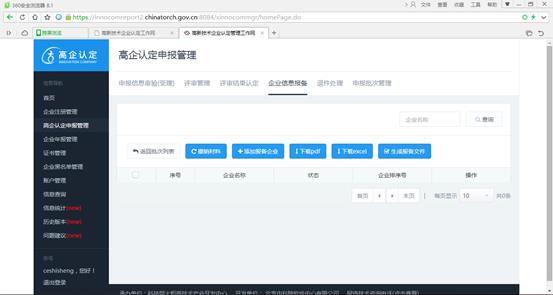 360安全浏览器 8.1
文件 查看 收藏 工具 帮助
https://innocomreport2.chinatorch.gov.cn:8084/xinnocommgr/homePage.do
高新技术企业认定工作网
高新技术企业认定管理工作网
高企认定
INNOVATION COMPANY
高企认定申报管理
信息导航
申报信息审验(受理) 评审管理 评审结果认定 企业信息报备 退件处理 申报批次管理
首页
企业注册管理
企业名称 查询
高企认定申报管理
企业年报管理
证书管理
返回批次列表 撤销材料 添加报备企业 下载pdf 下载excel 生成报备文件
企业黑名单管理
序号 企业名称 状态 企业排序号 操作
账户管理
信息查询
首页 末页 | 每页显示 10 共0条
信息统计(new)
历史版本(new)
问题建议(new)
ceshisheng，您好！
退出登录